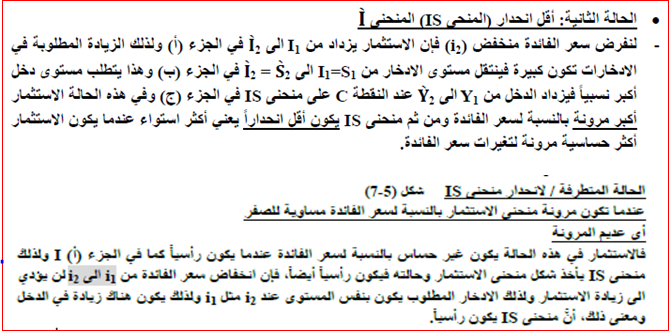 • الحالة الثانية: أقل انحدار (المنحى IS) المنحنى Ì
- لنفرض سعر الفائدة منخفض (i₂) فإن الاستثمار يزداد من I₁ الى Ì₂ في الجزء (أ) ولذلك الزيادة المطلوبة في
الادخارات تكون كبيرة فينتقل مستوى الادخار من I₁=S₁ الى Ì₂ = S̀₂ في الجزء (ب) وهذا يتطلب مستوى دخل
أكبر نسبياً فيزداد الدخل من Y₁ الى Ỳ₂ عند النقطة C على منحنى IS في الجزء (ج) وفي هذه الحالة الاستثمار
أكبر مرونة بالنسبة لسعر الفائدة ومن ثم منحنى IS يكون أقل انحداراً يعني أكثر استواء عندما يكون الاستثمار
أكثر حساسية مرونة لتغيرات سعر الفائدة.
الحالة المتطرفة / لانحدار منحنى IS شكل (5-7)
عندما تكون مرونة منحنى الاستثمار بالنسبة لسعر الفائدة مساوية للصفر
أي عديم المرونة
فالاستثمار في هذه الحالة يكون غير حساس بالنسبة لسعر الفائدة عندما يكون رأسياً كما في الجزء (أ) I ولذلك
منحنى IS يأخذ شكل منحنى الاستثمار وحالته فيكون رأسياً أيضاً، فإن انخفاض سعر الفائدة من i₁ الى i₂ لن يؤدي
الى زيادة الاستثمار ولذلك الادخار المطلوب يكون بنفس المستوى عند i₂ مثل i₁ ولذلك يكون هناك زيادة في الدخل
ومعنى ذلك، أنَّ منحنى IS يكون رأسياً.